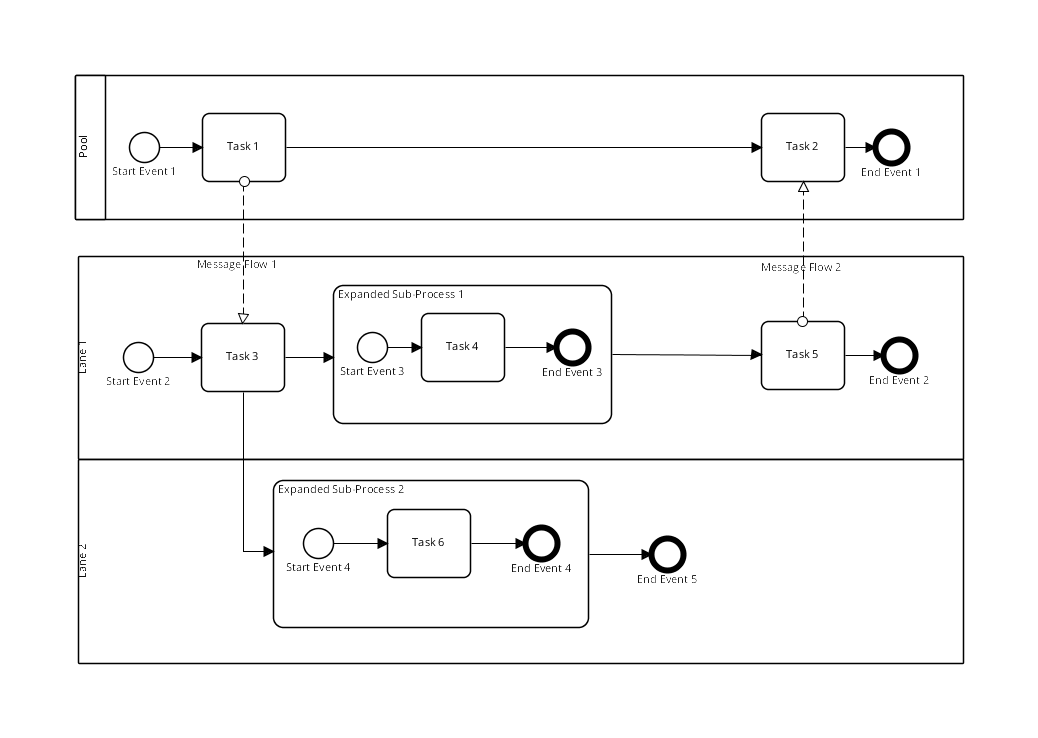 Pool
Task 1
Task 2
Start Event 1
End Event 1
Message Flow 1
Message Flow 2
Lane 1
Expanded Sub-Process 1
Task 3
Task 4
Task 5
Start Event 2
Start Event 3
End Event 3
End Event 2
Lane 2
Expanded Sub-Process 2
Task 6
Start Event 4
End Event 4
End Event 5